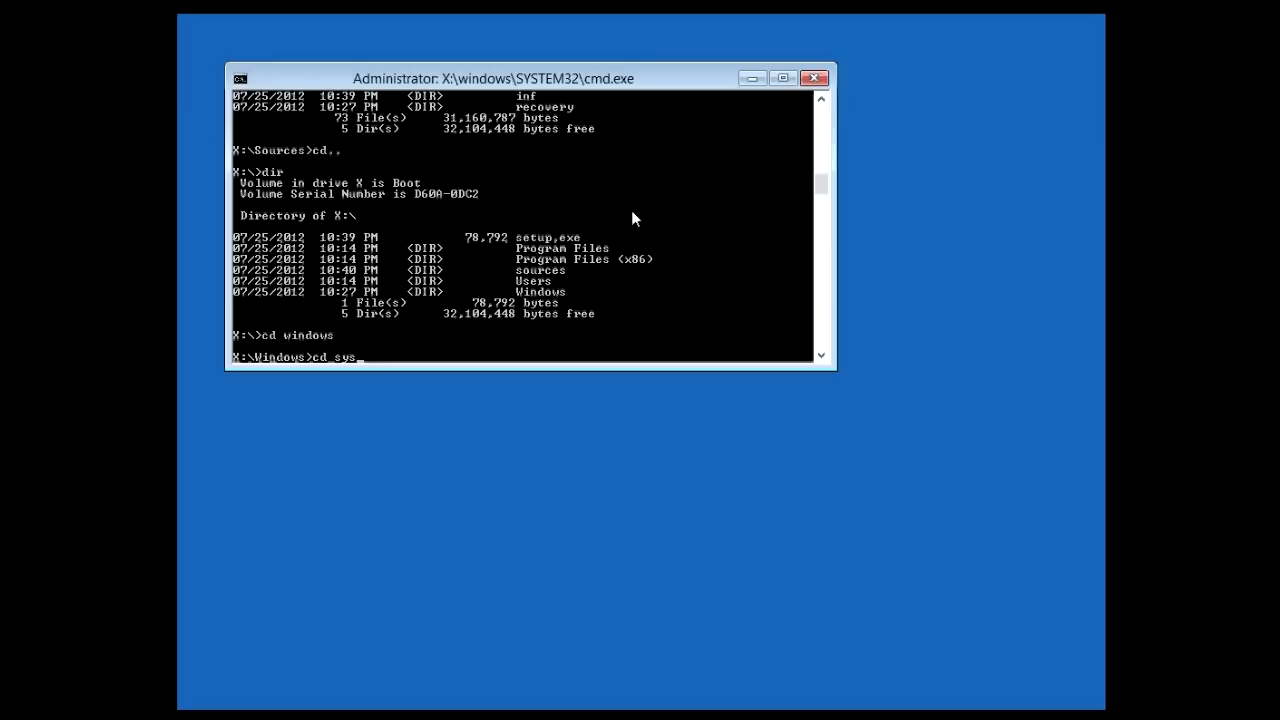 Administrator: X:\windows\SYSTEM32\cmd.exe
07/25/2012  10:39 PM    <DIR>          inf
07/25/2012  10:27 PM    <DIR>          recovery
              73 File(s)     31,160,787 bytes
               5 Dir(s)      32,104,448 bytes free
X:\Sources>cd..
X:\>dir
 Volume in drive X is Boot
 Volume Serial Number is D60A-0DC2
 Directory of X:\
07/25/2012  10:39 PM            78,792 setup.exe
07/25/2012  10:14 PM    <DIR>          Program Files
07/25/2012  10:14 PM    <DIR>          Program Files (x86)
07/25/2012  10:40 PM    <DIR>          sources
07/25/2012  10:14 PM    <DIR>          Users
07/25/2012  10:27 PM    <DIR>          Windows
               1 File(s)         78,792 bytes
               5 Dir(s)      32,104,448 bytes free
X:\>cd windows
X:\Windows>cd sys_